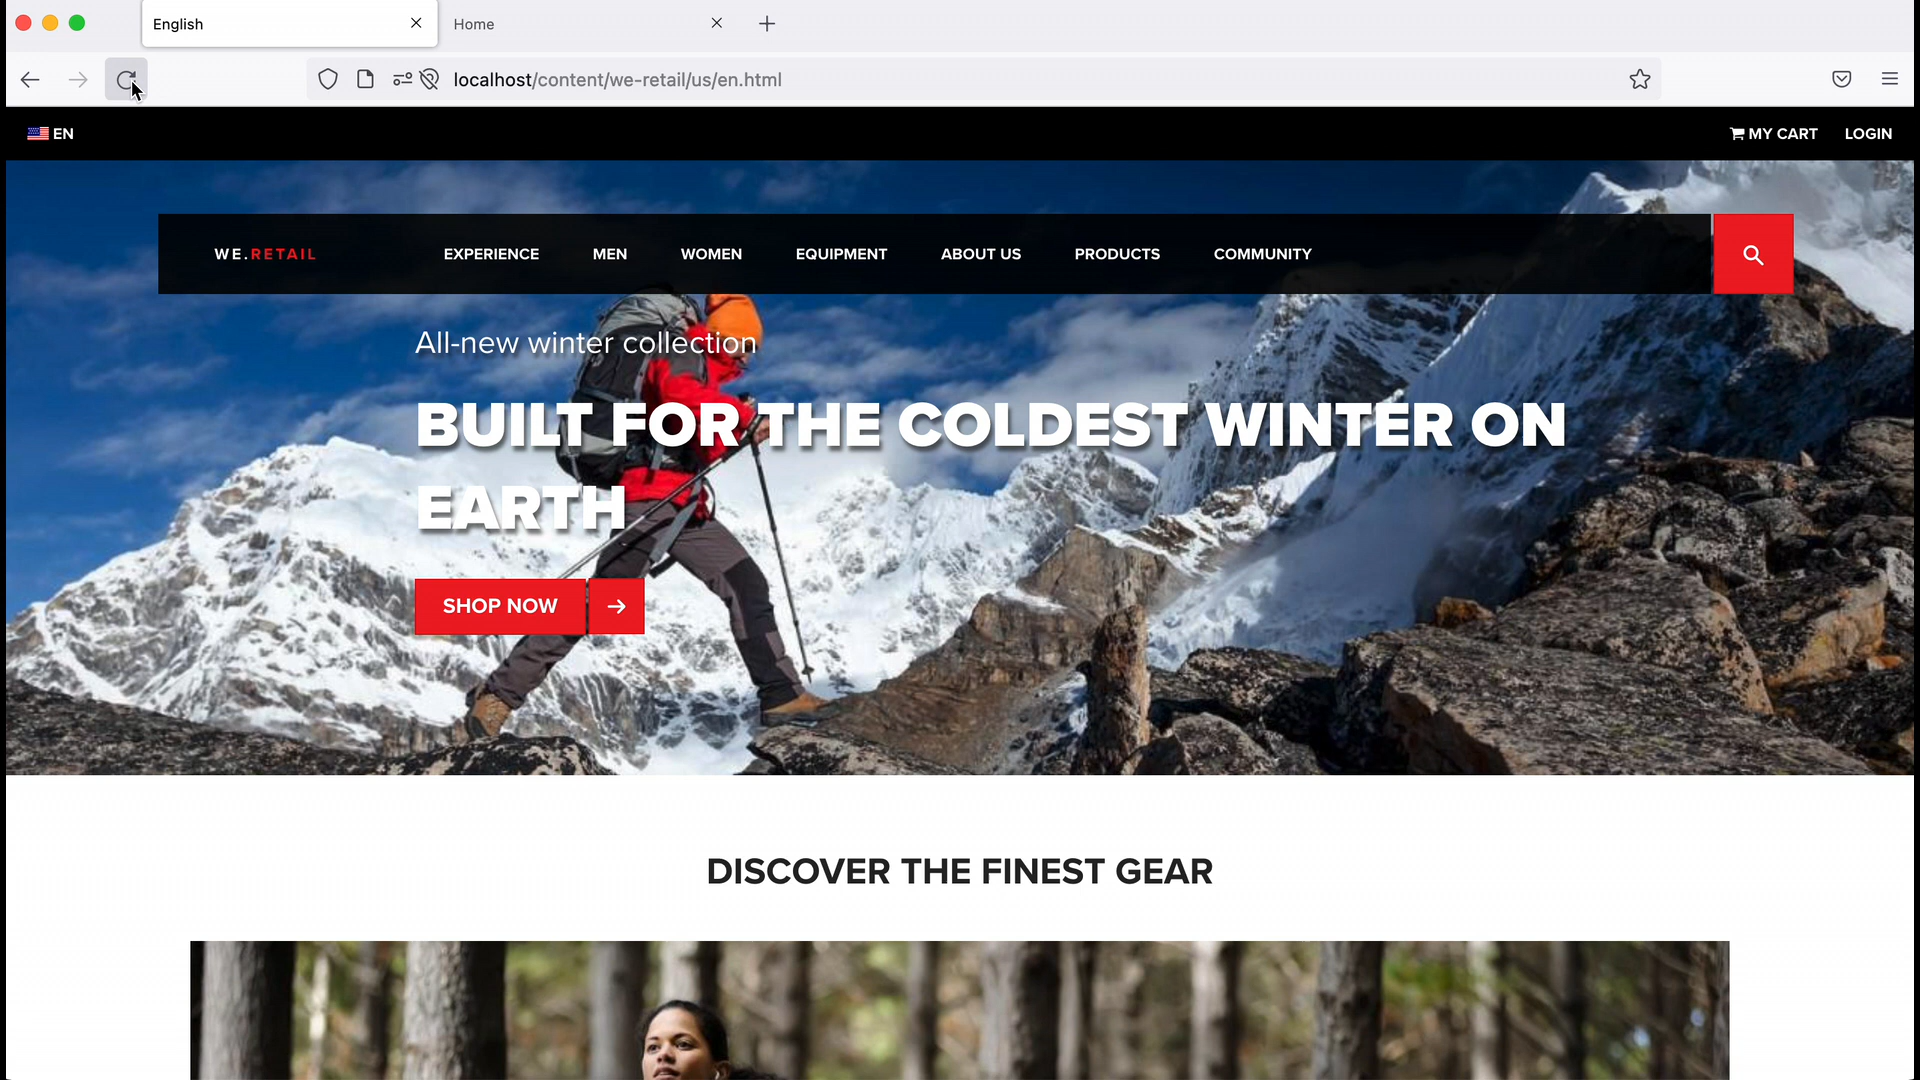 English
Home
localhost/content/we-retail/us/en.html
EN
MY CART
LOGIN
WE.RETAIL
EXPERIENCE
MEN
WOMEN
EQUIPMENT
ABOUT US
PRODUCTS
COMMUNITY
All-new winter collection
BUILT FOR THE COLDEST WINTER ON
EARTH
SHOP NOW
DISCOVER THE FINEST GEAR